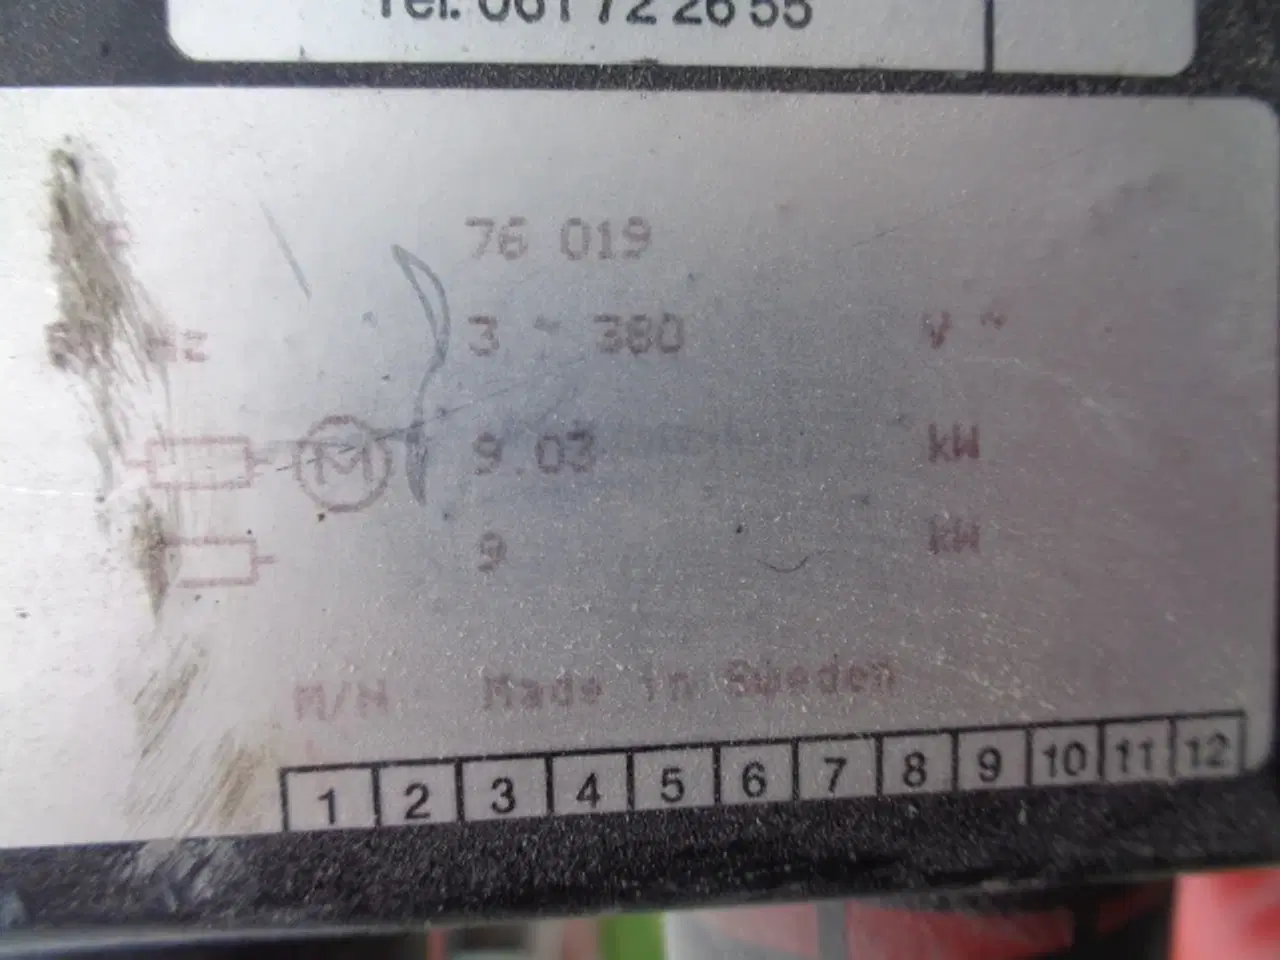 Tel. 061 72 26 55
76 019
Hz 3 ~ 380 V ~
M 9.03 kW
9 kW
M/N Made in Sweden
1 2 3 4 5 6 7 8 9 10 11 12